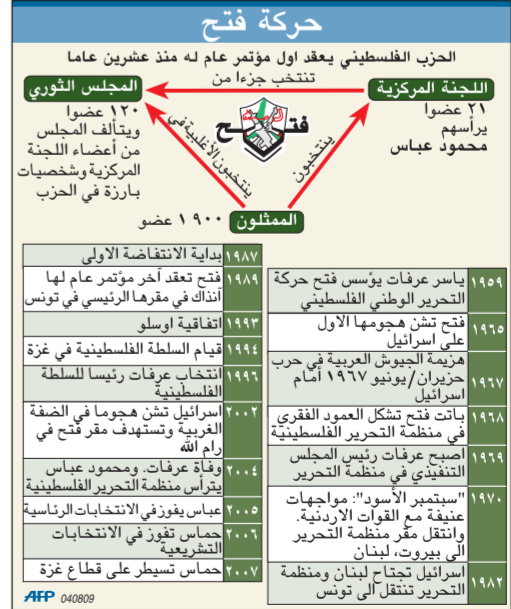 حركة فتح
الحزب الفلسطيني يعقد اول مؤتمر عام له منذ عشرين عاما
تنتخب جزءا من
اللجنة المركزية
٢١ عضوا
يرأسهم
محمود عباس
المجلس الثوري
١٢٠ عضوا
ويتألف المجلس
من أعضاء اللجنة
المركزية وشخصيات
بارزة في الحزب
فتح
ينتخبون
ينتخبون الأغلبية في
الممثلون
١٩٠٠ عضو
١٩٥٩ ياسر عرفات يؤسس فتح حركة
التحرير الوطني الفلسطيني
١٩٦٥ فتح تشن هجومها الاول
على اسرائيل
١٩٦٧ هزيمة الجيوش العربية في حرب
حزيران/يونيو ١٩٦٧ أمام
اسرائيل
١٩٦٨ باتت فتح تشكل العمود الفقري
في منظمة التحرير الفلسطينية
١٩٦٩ اصبح عرفات رئيس المجلس
التنفيذي في منظمة التحرير
١٩٧٠ "سبتمبر الأسود": مواجهات
عنيفة مع القوات الاردنية.
وانتقل مقر منظمة التحرير
الى بيروت، لبنان
١٩٨٢ اسرائيل تجتاح لبنان ومنظمة
التحرير تنتقل الى تونس
١٩٨٧ بداية الانتفاضة الاولى
١٩٨٩ فتح تعقد آخر مؤتمر عام لها
آنذاك في مقرها الرئيسي في تونس
١٩٩٣ اتفاقية اوسلو
١٩٩٤ قيام السلطة الفلسطينية في غزة
١٩٩٦ انتخاب عرفات رئيسا للسلطة
الفلسطينية
٢٠٠٢ اسرائيل تشن هجوما في الضفة
الغربية وتستهدف مقر فتح في
رام الله
٢٠٠٤ وفاة عرفات. ومحمود عباس
يترأس منظمة التحرير الفلسطينية
٢٠٠٥ عباس يفوز في الانتخابات الرئاسية
٢٠٠٦ حماس تفوز في الانتخابات
التشريعية
٢٠٠٧ حماس تسيطر على قطاع غزة
AFP 040809